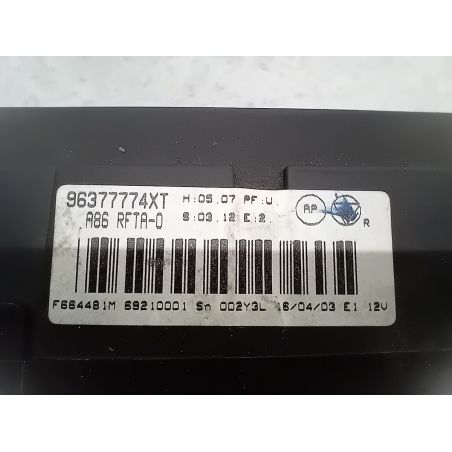 96377774XT H:05.07 PF:U.
A86 RFTA-0 S:03.12 E:2.
AP
R
F664481M 69210001 Sn 002Y3L 16/04/03 E1 12V